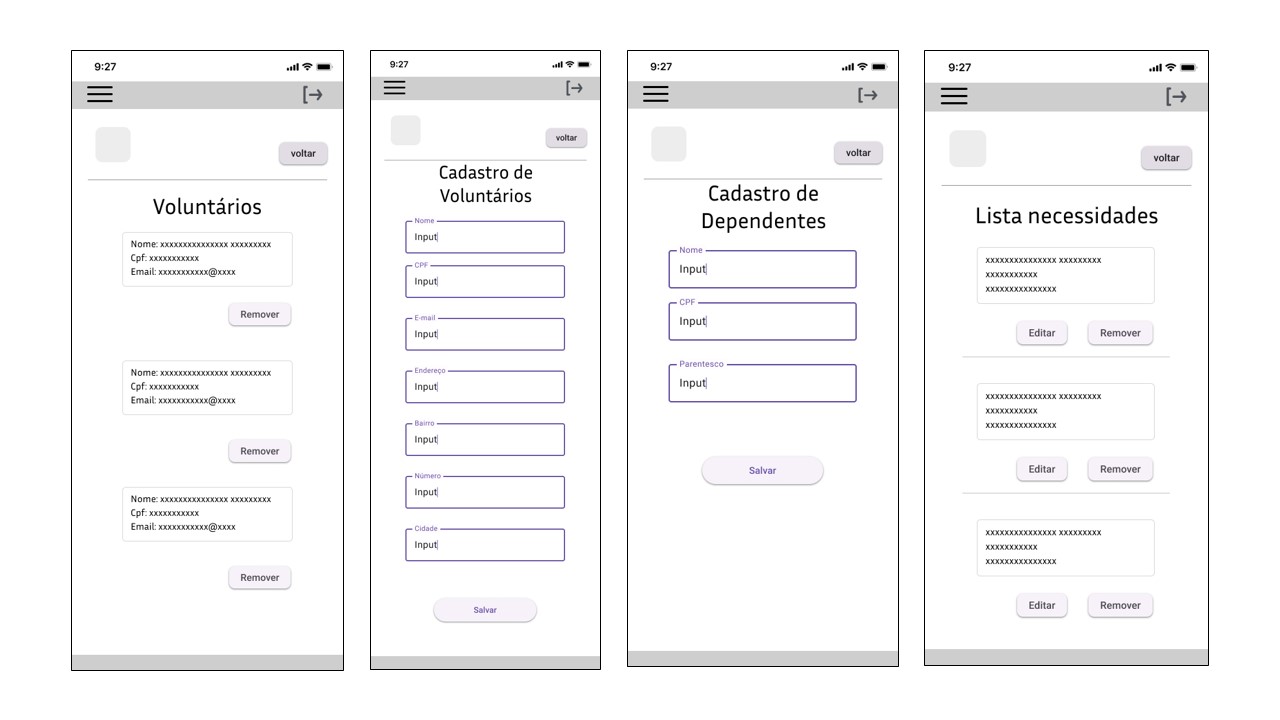 9:27
voltar
Voluntários
Nome: xxxxxxxxxxxxxxx xxxxxxxxx
Cpf: xxxxxxxxxxx
Email: xxxxxxxxxxx@xxxx
Remover
Nome: xxxxxxxxxxxxxxx xxxxxxxxx
Cpf: xxxxxxxxxxx
Email: xxxxxxxxxxx@xxxx
Remover
Nome: xxxxxxxxxxxxxxx xxxxxxxxx
Cpf: xxxxxxxxxxx
Email: xxxxxxxxxxx@xxxx
Remover
9:27
voltar
Cadastro de
Voluntários
Nome
Input
CPF
Input
E-mail
Input
Endereço
Input
Bairro
Input
Número
Input
Cidade
Input
Salvar
9:27
voltar
Cadastro de
Dependentes
Nome
Input
CPF
Input
Parentesco
Input
Salvar
9:27
voltar
Lista necessidades
xxxxxxxxxxxxxxx xxxxxxxxx
xxxxxxxxxxx
xxxxxxxxxxxxxxx
Editar Remover
xxxxxxxxxxxxxxx xxxxxxxxx
xxxxxxxxxxx
xxxxxxxxxxxxxxx
Editar Remover
xxxxxxxxxxxxxxx xxxxxxxxx
xxxxxxxxxxx
xxxxxxxxxxxxxxx
Editar Remover